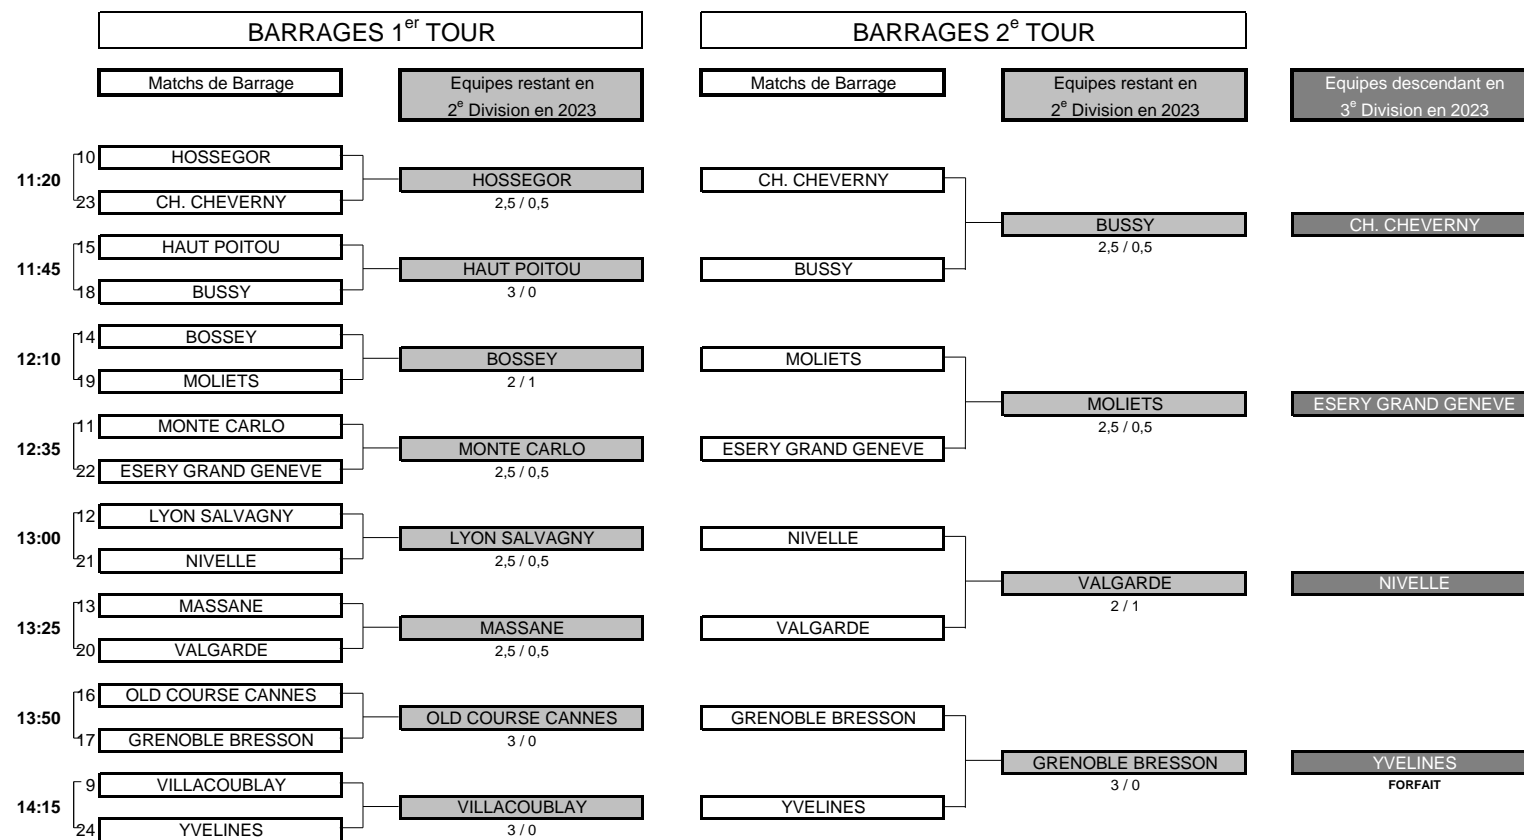 BARRAGES 1er TOUR
BARRAGES 2e TOUR
Matchs de Barrage
Equipes restant en
2e Division en 2023
Matchs de Barrage
Equipes restant en
2e Division en 2023
Equipes descendant en
3e Division en 2023
11:20
10 HOSSEGOR
23 CH. CHEVERNY
HOSSEGOR
2,5 / 0,5
11:45
15 HAUT POITOU
18 BUSSY
HAUT POITOU
3 / 0
12:10
14 BOSSEY
19 MOLIETS
BOSSEY
2 / 1
12:35
11 MONTE CARLO
22 ESERY GRAND GENEVE
MONTE CARLO
2,5 / 0,5
13:00
12 LYON SALVAGNY
21 NIVELLE
LYON SALVAGNY
2,5 / 0,5
13:25
13 MASSANE
20 VALGARDE
MASSANE
2,5 / 0,5
13:50
16 OLD COURSE CANNES
17 GRENOBLE BRESSON
OLD COURSE CANNES
3 / 0
14:15
9 VILLACOUBLAY
24 YVELINES
VILLACOUBLAY
3 / 0
CH. CHEVERNY
BUSSY
BUSSY
2,5 / 0,5
CH. CHEVERNY
MOLIETS
ESERY GRAND GENEVE
MOLIETS
2,5 / 0,5
ESERY GRAND GENEVE
NIVELLE
VALGARDE
VALGARDE
2 / 1
NIVELLE
GRENOBLE BRESSON
YVELINES
GRENOBLE BRESSON
3 / 0
YVELINES
FORFAIT